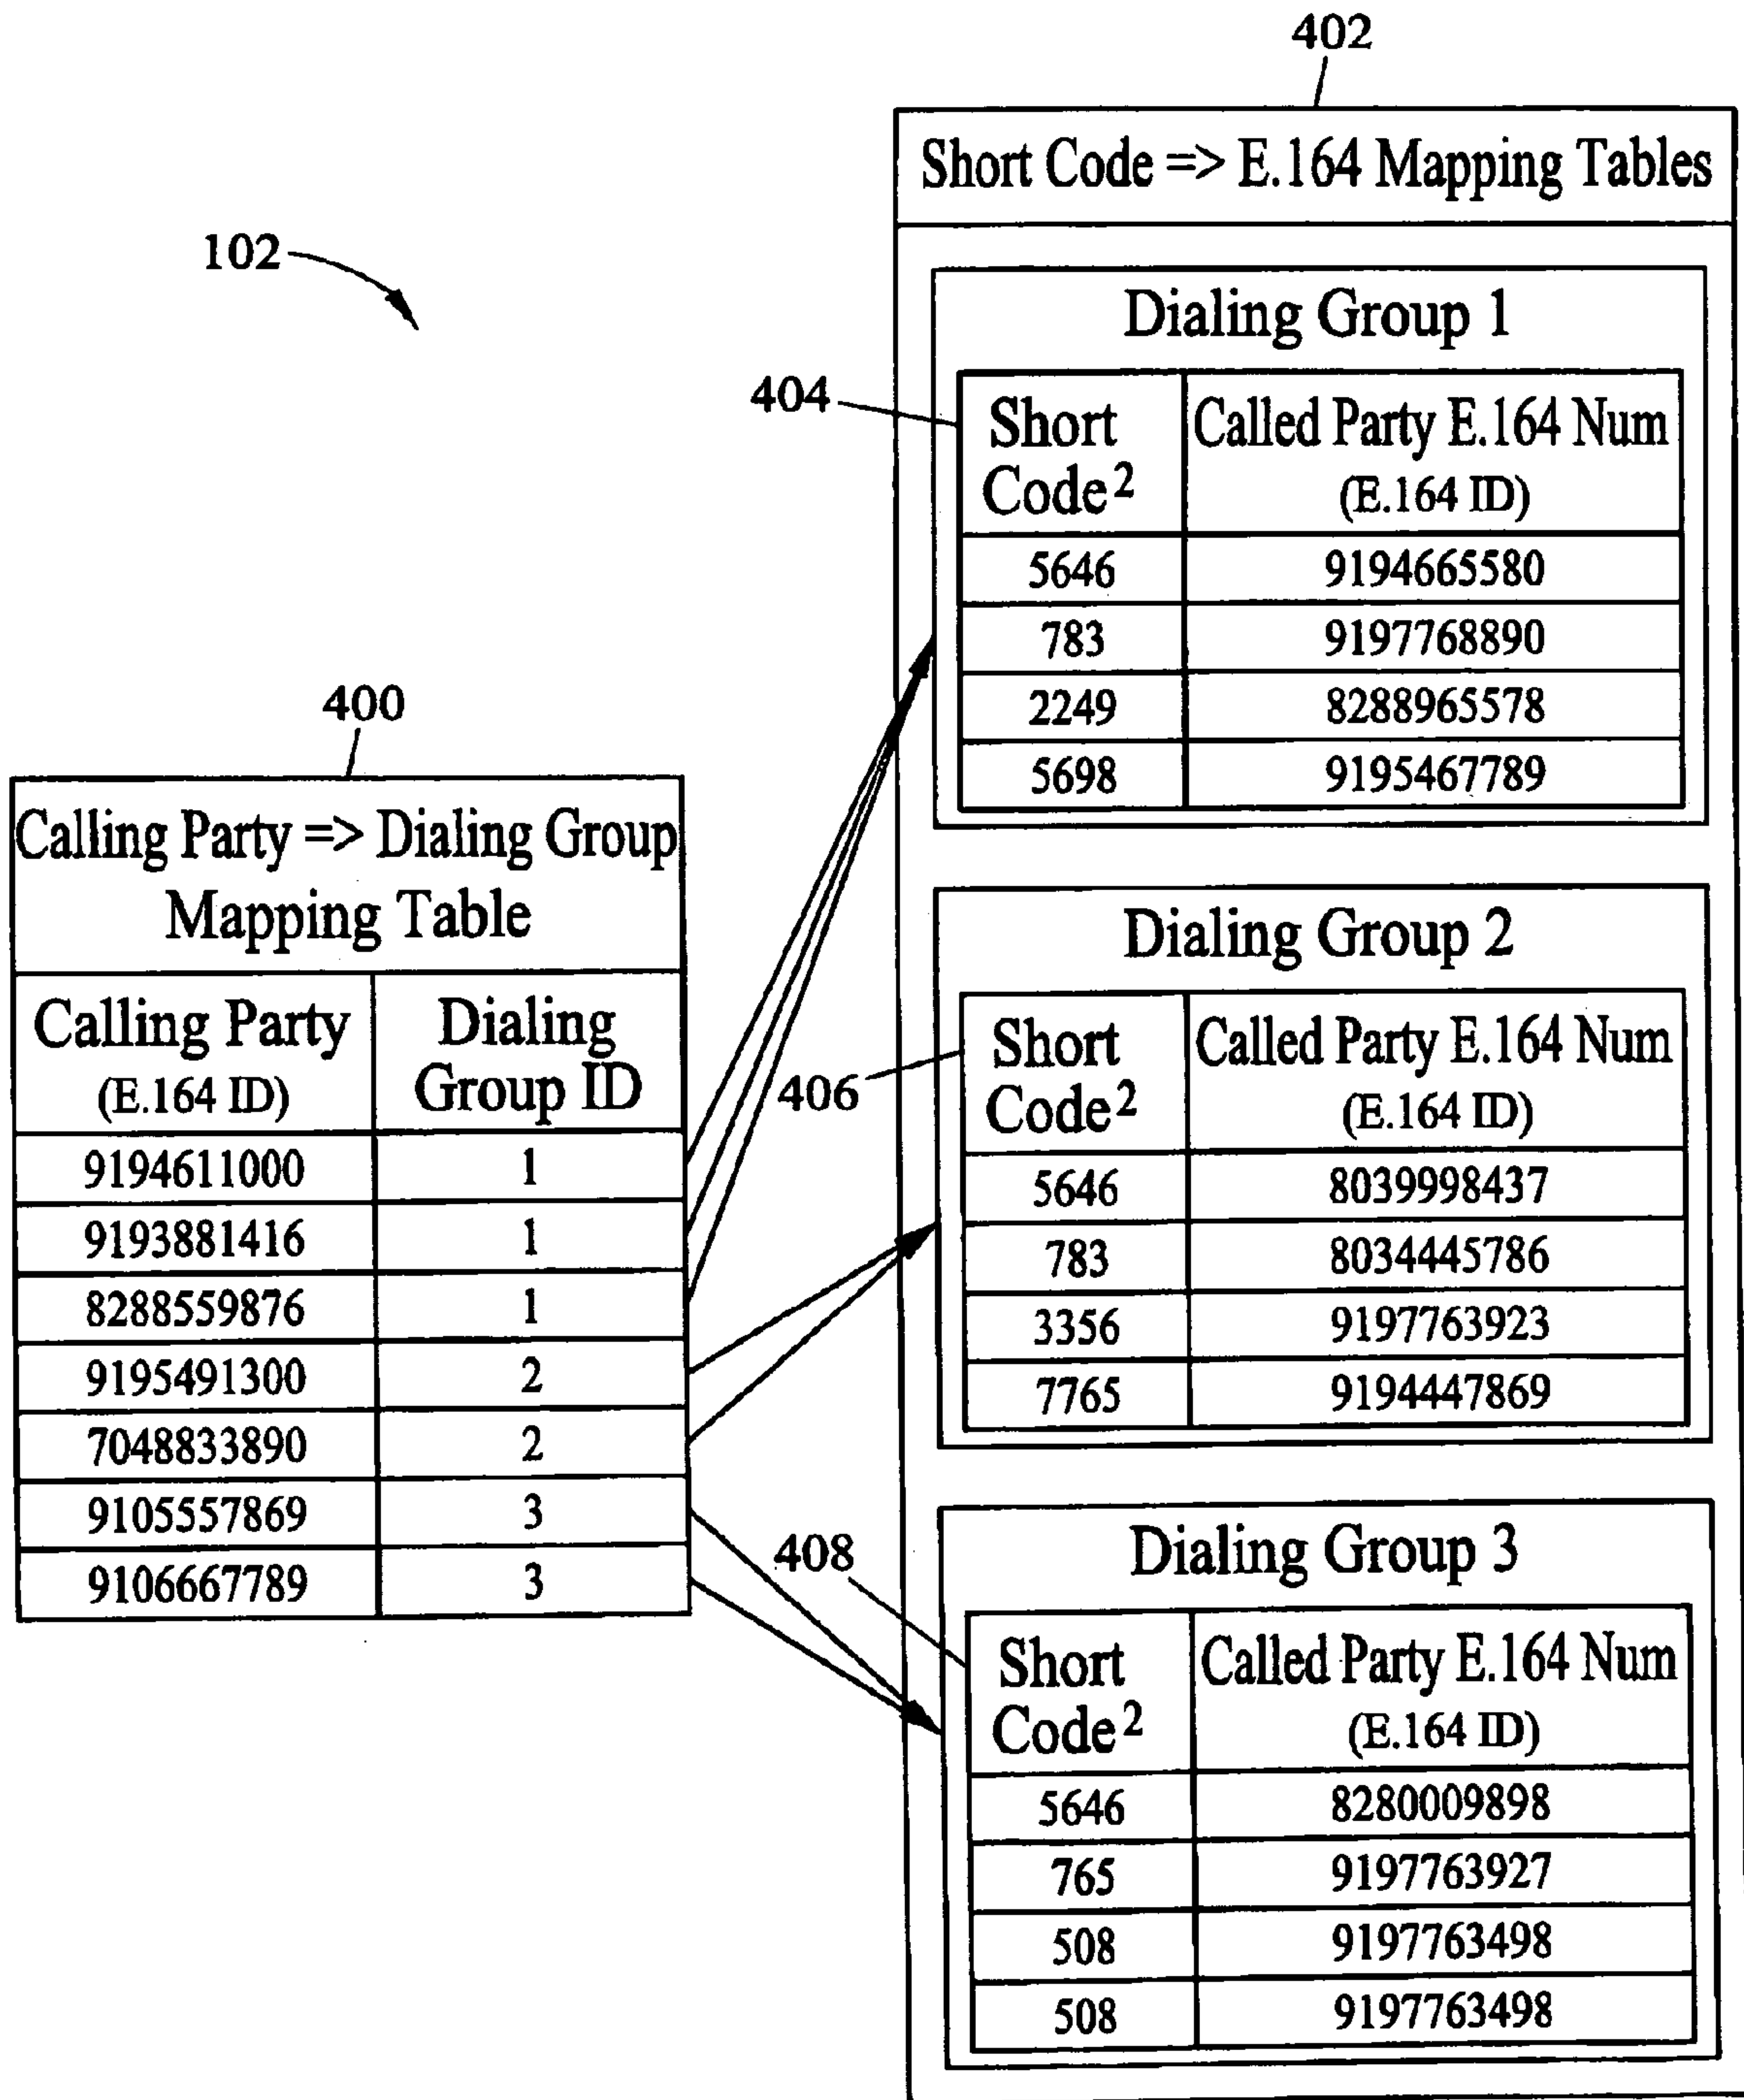 402
Short Code => E.164 Mapping Tables
102
Dialing Group 1
404
Short Code² Called Party E.164 Num (E.164 ID)
5646 9194665580
783 9197768890
2249 8288965578
5698 9195467789
400
Calling Party => Dialing Group
Mapping Table
Calling Party (E.164 ID) Dialing Group ID
9194611000 1
9193881416 1
8288559876 1
9195491300 2
7048833890 2
9105557869 3
9106667789 3
Dialing Group 2
406
Short Code² Called Party E.164 Num (E.164 ID)
5646 8039998437
783 8034445786
3356 9197763923
7765 9194447869
Dialing Group 3
408
Short Code² Called Party E.164 Num (E.164 ID)
5646 8280009898
765 9197763927
508 9197763498
508 9197763498